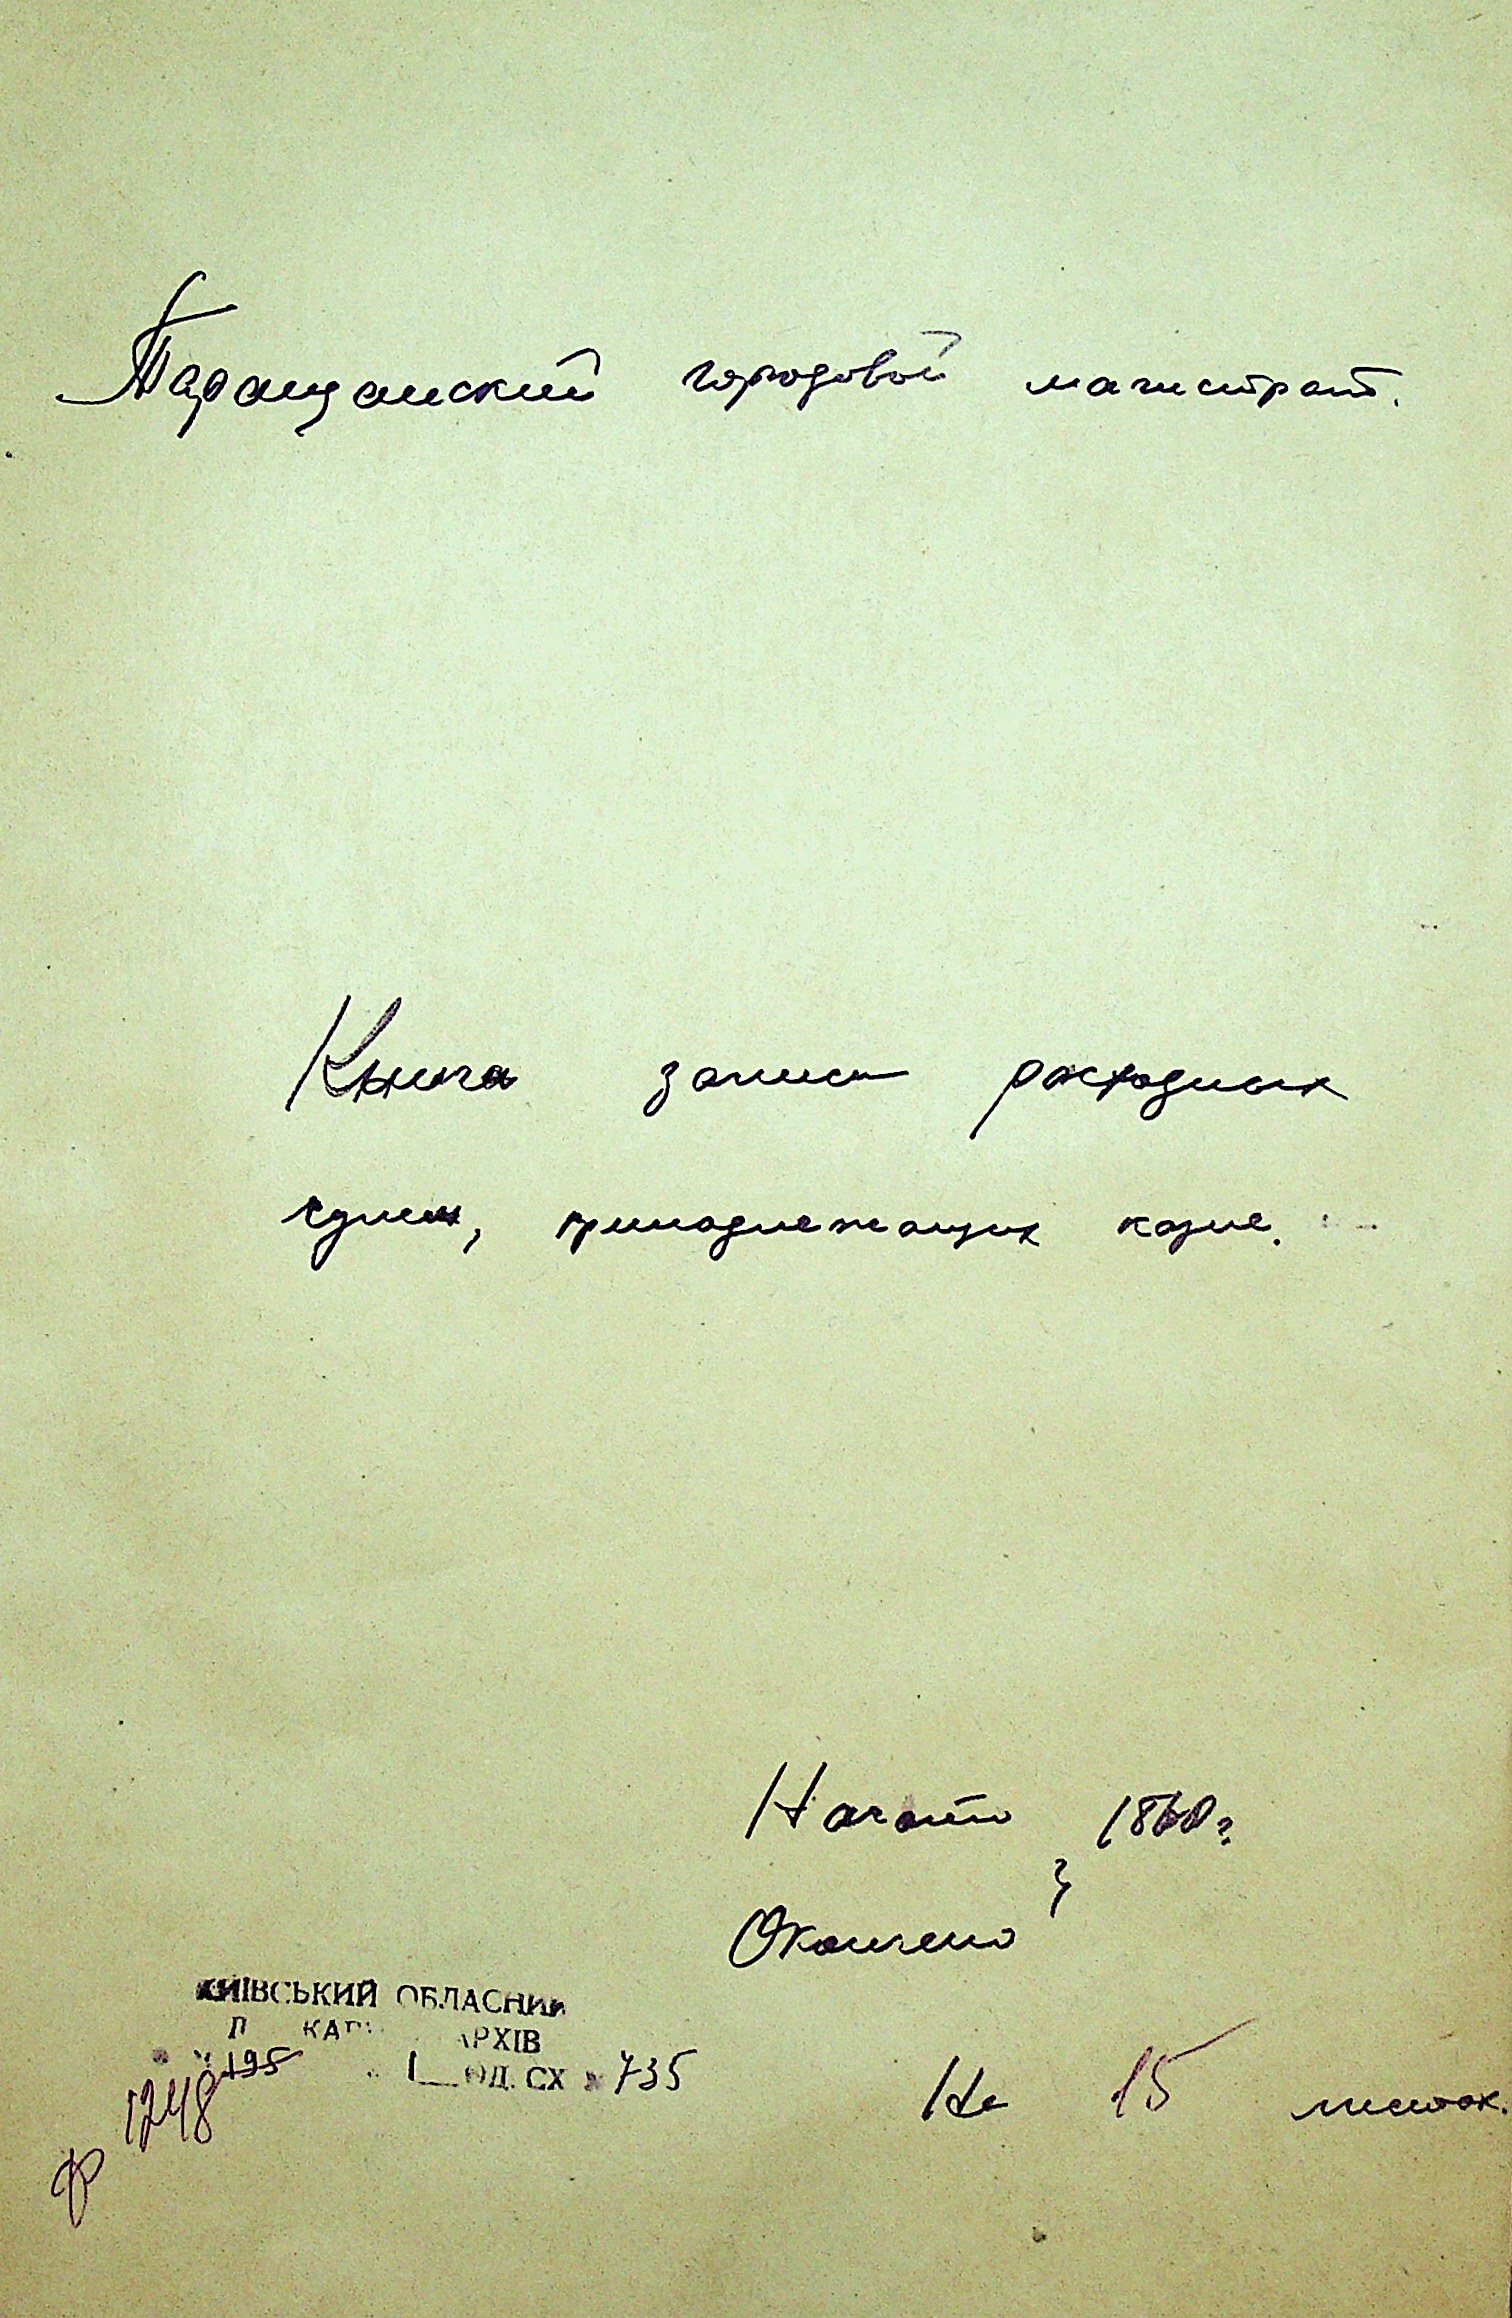 Таращанский городовой магистрат.
Книга записи расходных
сумм, принадлежащих казне.
Начато
1860 г.
Окончено
КИЇВСЬКИЙ ОБЛАСНИЙ
АРХІВ
195 1 ОД. СХ 735
Ф 1248
На 15 листах.